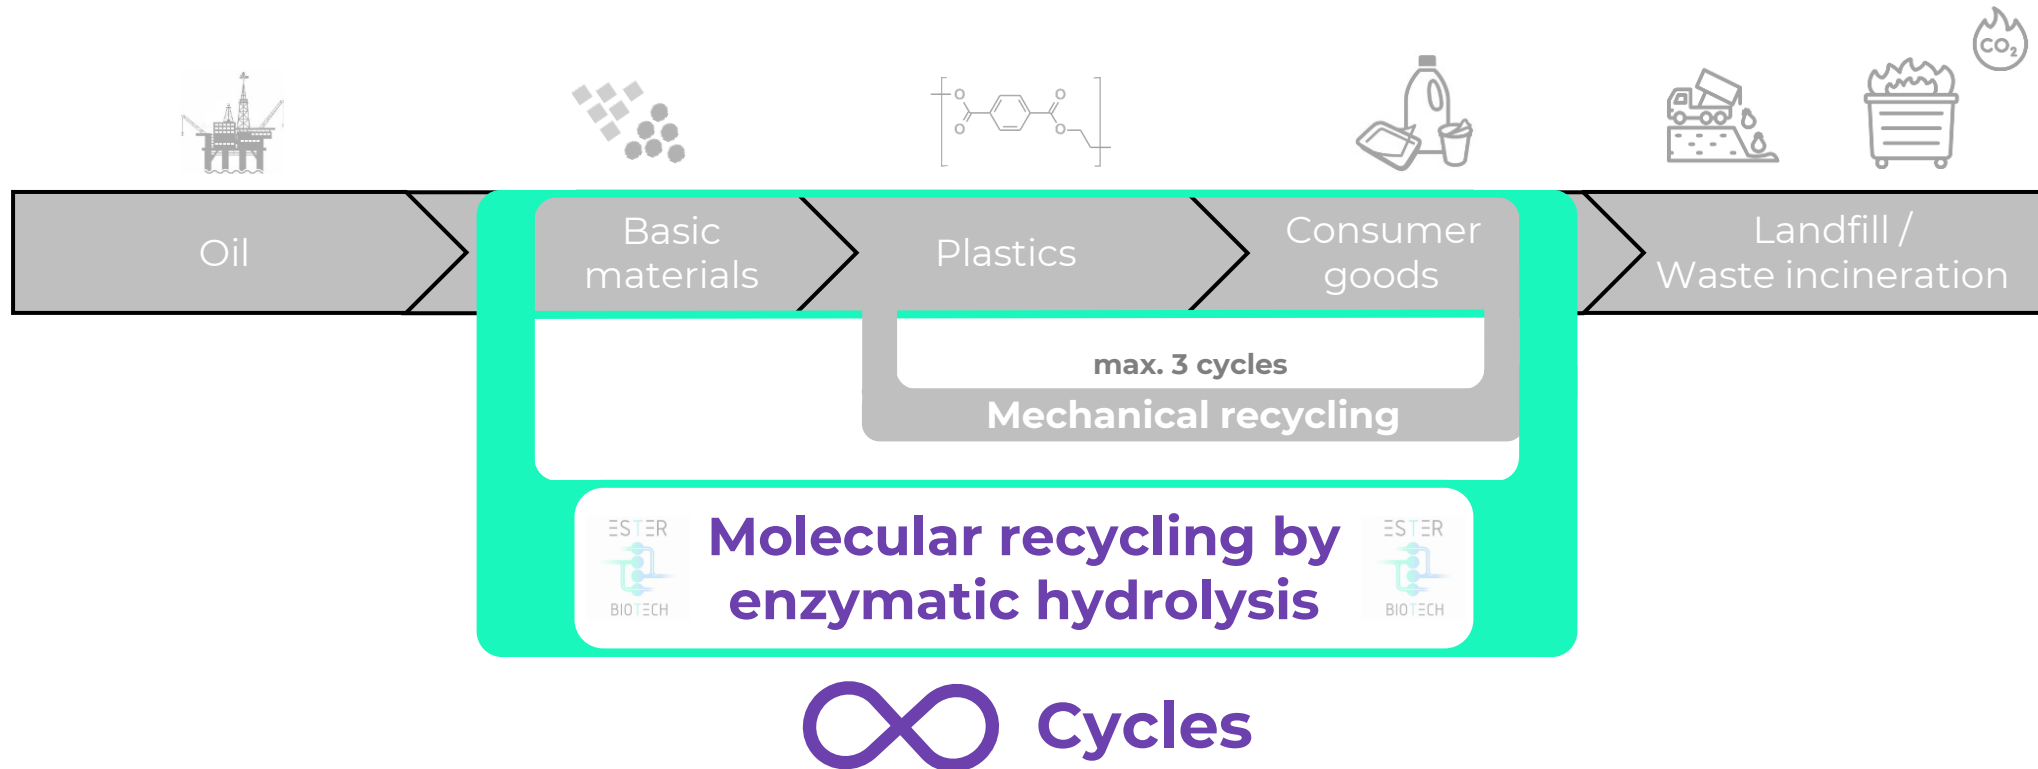 CO₂
O
O
O
O
Oil
Basic
materials
Plastics
Consumer
goods
Landfill /
Waste incineration
max. 3 cycles
Mechanical recycling
ESTER
BIOTECH
Molecular recycling by
enzymatic hydrolysis
ESTER
BIOTECH
∞ Cycles